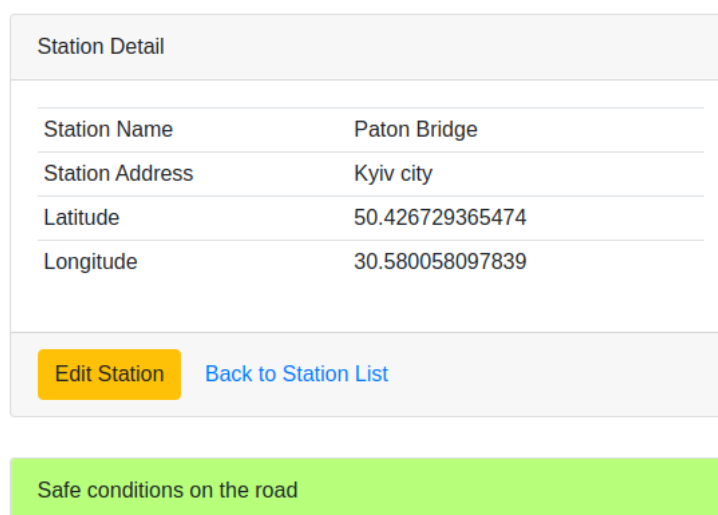 Station Detail
Station Name Paton Bridge
Station Address Kyiv city
Latitude 50.426729365474
Longitude 30.580058097839
Edit Station Back to Station List
Safe conditions on the road